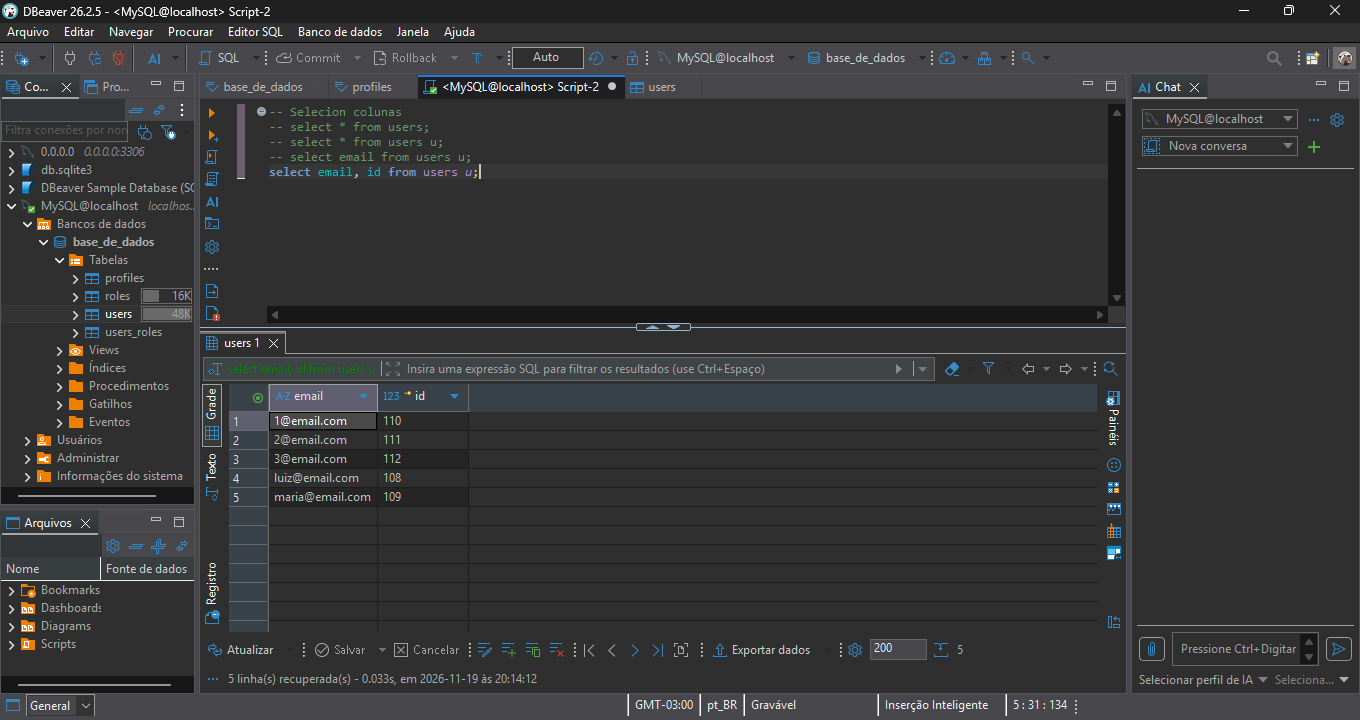 DBeaver 26.2.5 - <MySQL@localhost> Script-2
Arquivo Editar Navegar Procurar Editor SQL Banco de dados Janela Ajuda
AI SQL Commit Rollback T Auto MySQL@localhost base_de_dados
Co... Pro...
Filtra conexões por nom
0.0.0.0 0.0.0.0:3306
db.sqlite3
DBeaver Sample Database (SQ
MySQL@localhost localhos...
Bancos de dados
base_de_dados
Tabelas
profiles
roles 16K
users 48K
users_roles
Views
Índices
Procedimentos
Gatilhos
Eventos
Usuários
Administrar
Informações do sistema
Arquivos
Nome Fonte de dados
Bookmarks
Dashboards
Diagrams
Scripts
General
base_de_dados profiles <MySQL@localhost> Script-2 users
-- Selecion colunas
-- select * from users;
-- select * from users u;
-- select email from users u;
select email, id from users u;
AI
users 1
select email, id from users u Insira uma expressão SQL para filtrar os resultados (use Ctrl+Espaço)
Grade
Texto
Registro
A-Z email 123 id
1 1@email.com 110
2 2@email.com 111
3 3@email.com 112
4 luiz@email.com 108
5 maria@email.com 109
Painéis
Atualizar Salvar Cancelar Exportar dados 200 5
5 linha(s) recuperada(s) - 0.033s, em 2026-11-19 às 20:14:12
AI Chat
MySQL@localhost
Nova conversa
Pressione Ctrl+Digitar
Selecionar perfil de IA Seleciona...
GMT-03:00 pt_BR Gravável Inserção Inteligente 5 : 31 : 134